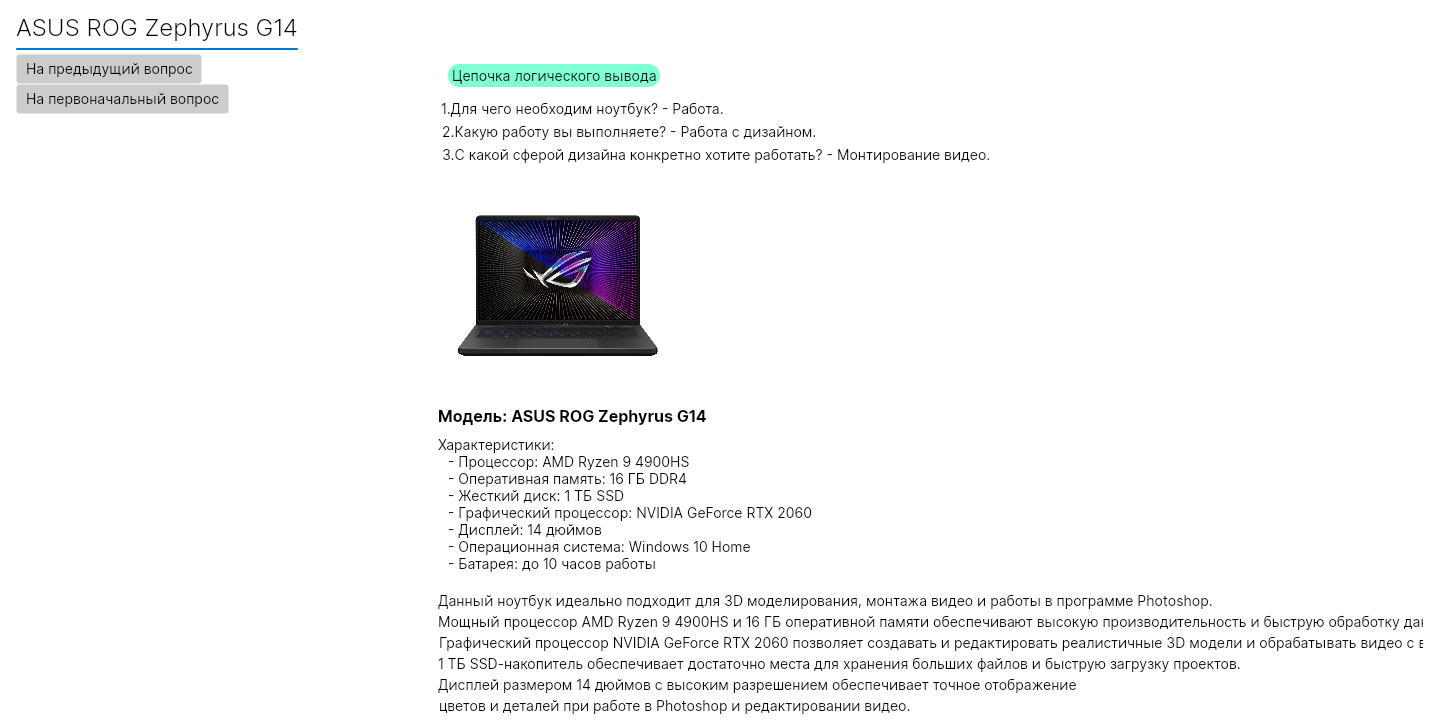 ASUS ROG Zephyrus G14
На предыдущий вопрос
На первоначальный вопрос
Цепочка логического вывода
1.Для чего необходим ноутбук? - Работа.
2.Какую работу вы выполняете? - Работа с дизайном.
3.С какой сферой дизайна конкретно хотите работать? - Монтирование видео.
Модель: ASUS ROG Zephyrus G14
Характеристики:
- Процессор: AMD Ryzen 9 4900HS
- Оперативная память: 16 ГБ DDR4
- Жесткий диск: 1 ТБ SSD
- Графический процессор: NVIDIA GeForce RTX 2060
- Дисплей: 14 дюймов
- Операционная система: Windows 10 Home
- Батарея: до 10 часов работы
Данный ноутбук идеально подходит для 3D моделирования, монтажа видео и работы в программе Photoshop.
Мощный процессор AMD Ryzen 9 4900HS и 16 ГБ оперативной памяти обеспечивают высокую производительность и быструю обработку
Графический процессор NVIDIA GeForce RTX 2060 позволяет создавать и редактировать реалистичные 3D модели и обрабатывать видео с
1 ТБ SSD-накопитель обеспечивает достаточно места для хранения больших файлов и быструю загрузку проектов.
Дисплей размером 14 дюймов с высоким разрешением обеспечивает точное отображение
цветов и деталей при работе в Photoshop и редактировании видео.